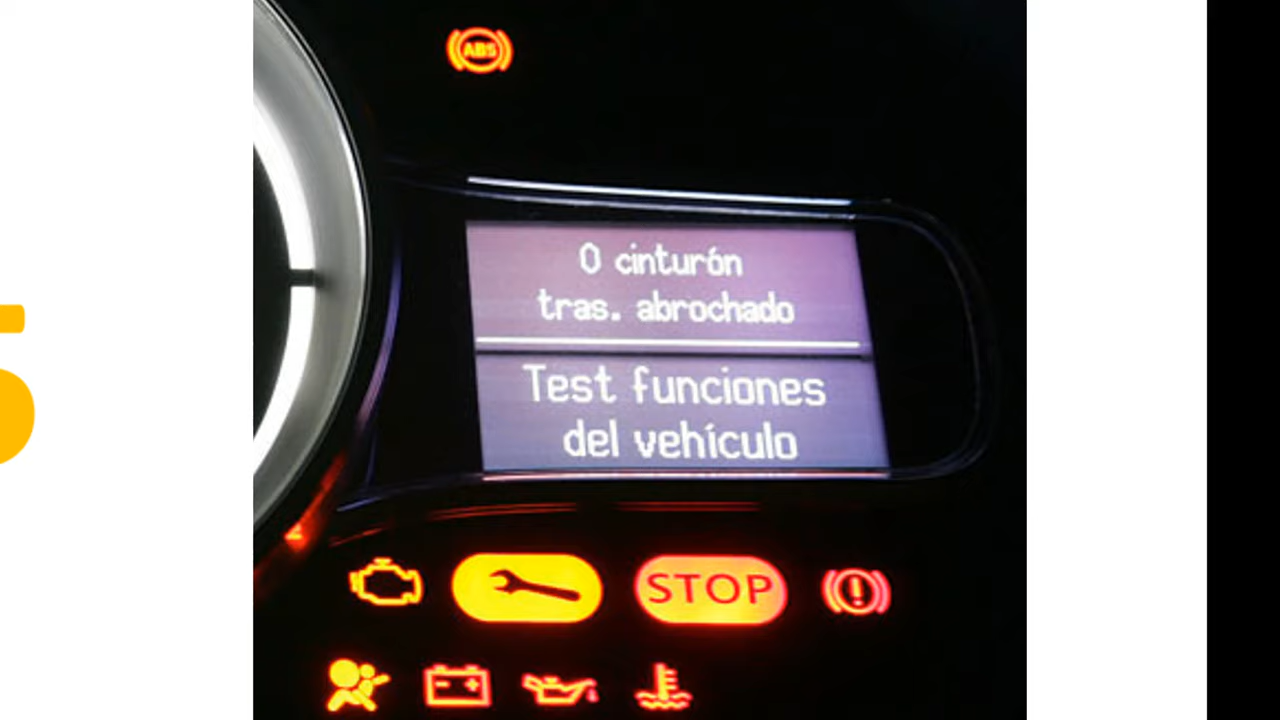 ABS
0 cinturón
tras. abrochado
Test funciones
del vehículo
STOP